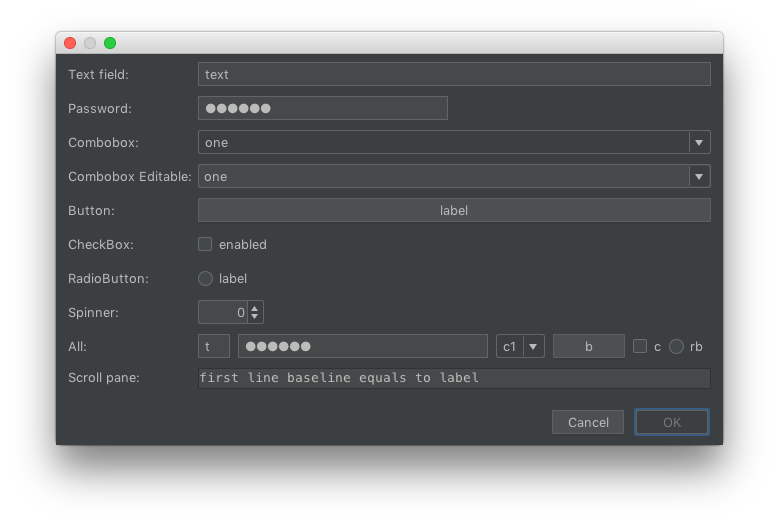 Text field: text
Password: ●●●●●●
Combobox: one
Combobox Editable: one
Button: label
CheckBox: enabled
RadioButton: label
Spinner: 0
All: t ●●●●●● c1 b c rb
Scroll pane: first line baseline equals to label
Cancel OK